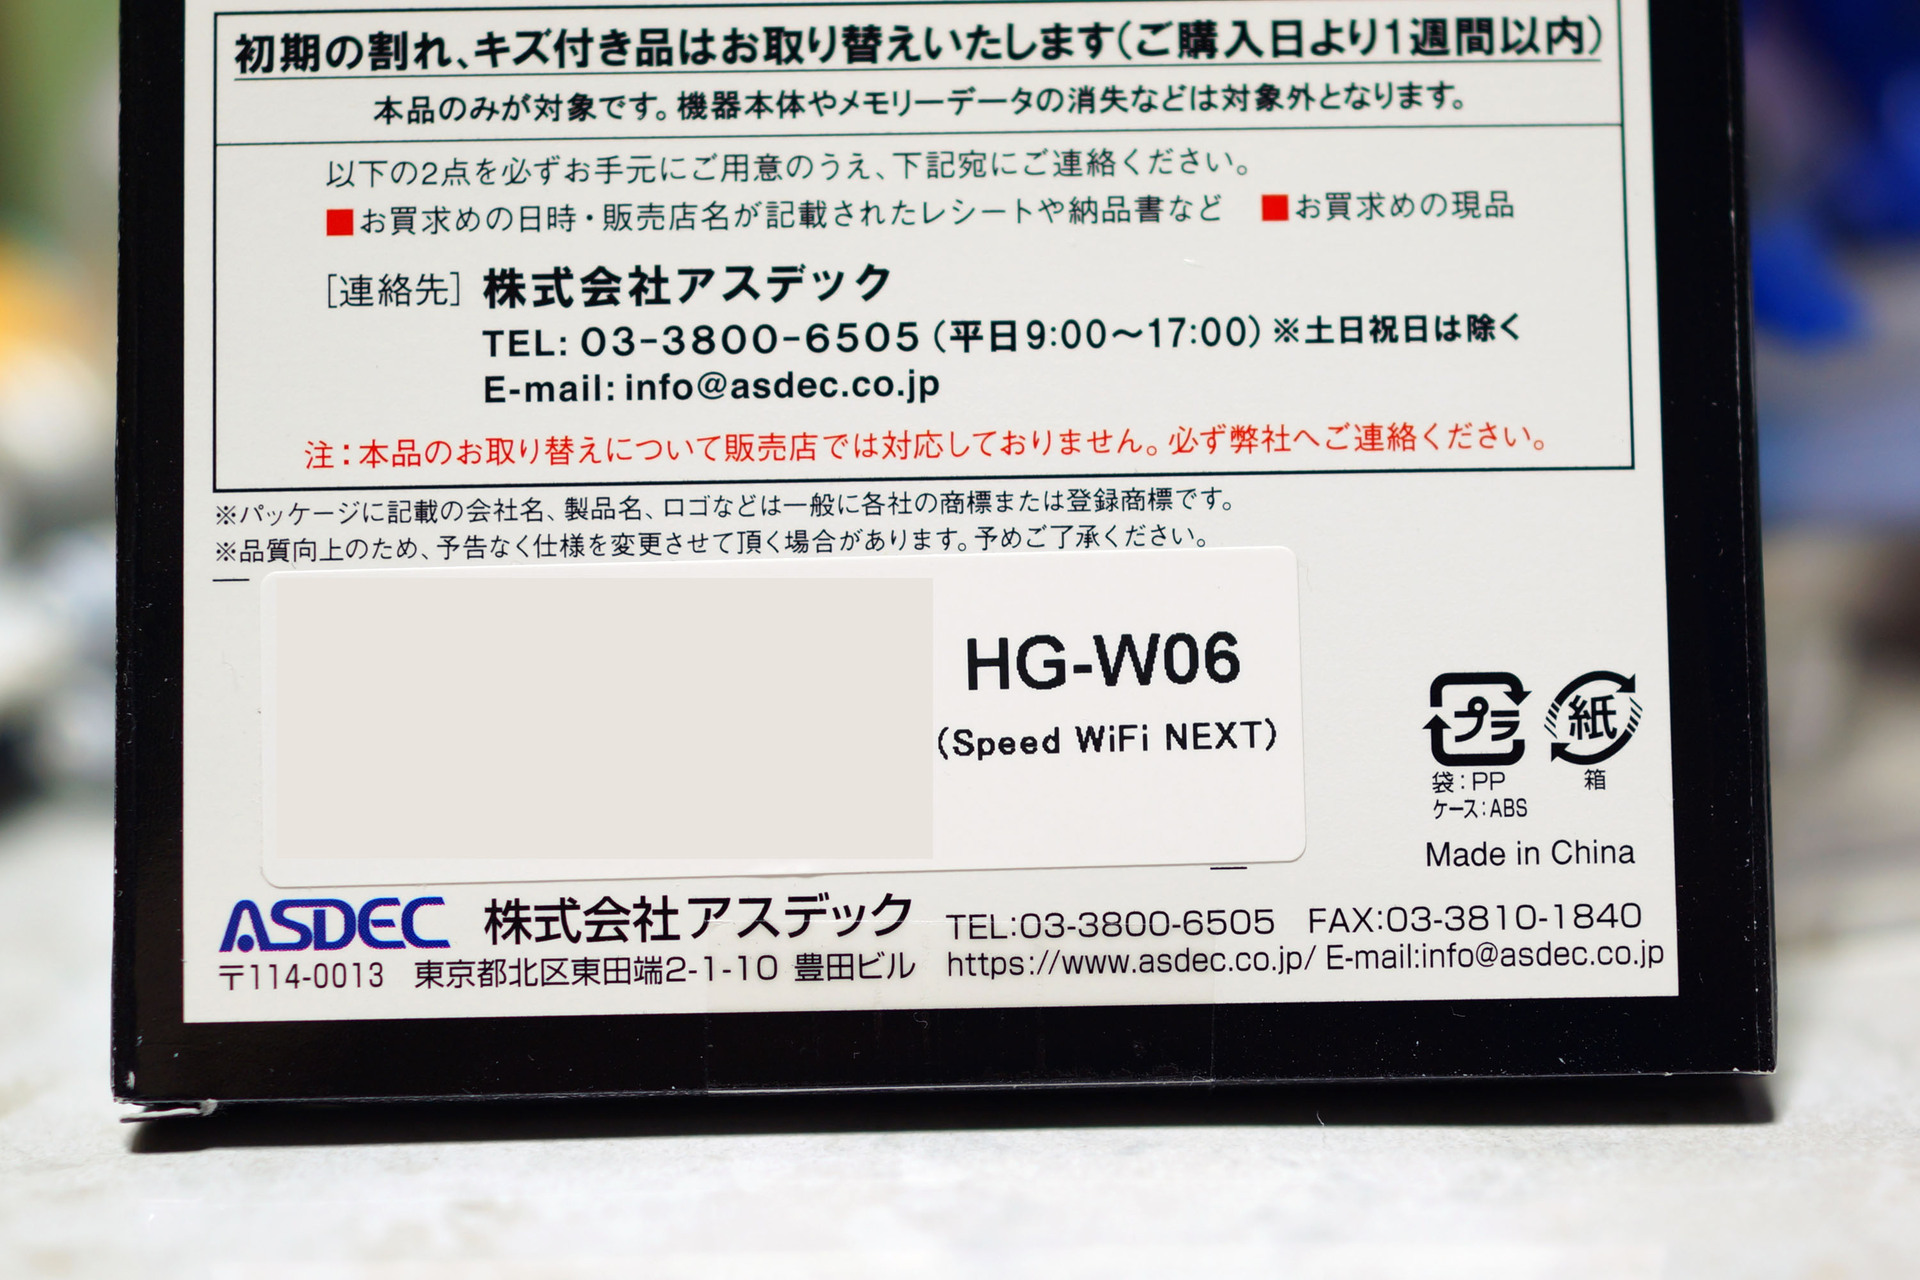 初期の割れ、キズ付き品はお取り替えいたします(ご購入日より1週間以内)
本品のみが対象です。機器本体やメモリーデータの消失などは対象外となります。
以下の2点を必ずお手元にご用意のうえ、下記宛にご連絡ください。
■お買求めの日時・販売店名が記載されたレシートや納品書など ■お買求めの現品
[連絡先] 株式会社アスデック
TEL: 03-3800-6505(平日9:00〜17:00)※土日祝日は除く
E-mail: info@asdec.co.jp
注:本品のお取り替えについて販売店では対応しておりません。必ず弊社へご連絡ください。
※パッケージに記載の会社名、製品名、ロゴなどは一般に各社の商標または登録商標です。
※品質向上のため、予告なく仕様を変更させて頂く場合があります。予めご了承ください。
HG-W06
(Speed WiFi NEXT)
プラ 紙
袋:PP 箱
ケース:ABS
Made in China
ASDEC 株式会社アスデック TEL:03-3800-6505 FAX:03-3810-1840
〒114-0013 東京都北区東田端2-1-10 豊田ビル https://www.asdec.co.jp/ E-mail:info@asdec.co.jp